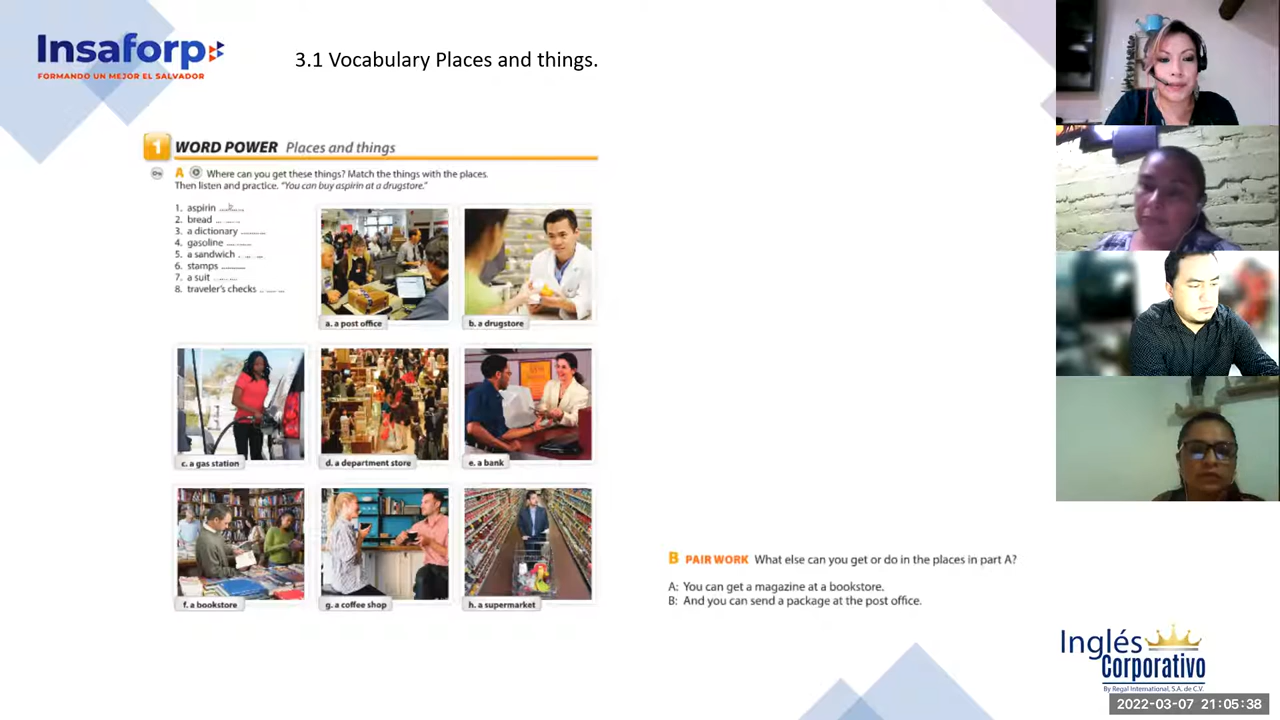 Insaforp
FORMANDO UN MEJOR EL SALVADOR
3.1 Vocabulary Places and things.
1 WORD POWER Places and things
A Where can you get these things? Match the things with the places.
Then listen and practice. "You can buy aspirin at a drugstore."
1. aspirin ..........
2. bread ..........
3. a dictionary ..........
4. gasoline ..........
5. a sandwich ..........
6. stamps ..........
7. a suit ..........
8. traveler's checks ..........
a. a post office
b. a drugstore
c. a gas station
d. a department store
e. a bank
f. a bookstore
g. a coffee shop
h. a supermarket
B PAIR WORK What else can you get or do in the places in part A?
A: You can get a magazine at a bookstore.
B: And you can send a package at the post office.
Inglés
Corporativo
By Regal International, S.A. de C.V.
2022-03-07 21:05:38